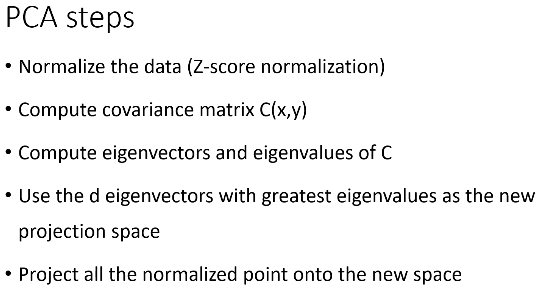 PCA steps
• Normalize the data (Z-score normalization)
• Compute covariance matrix C(x,y)
• Compute eigenvectors and eigenvalues of C
• Use the d eigenvectors with greatest eigenvalues as the new
projection space
• Project all the normalized point onto the new space